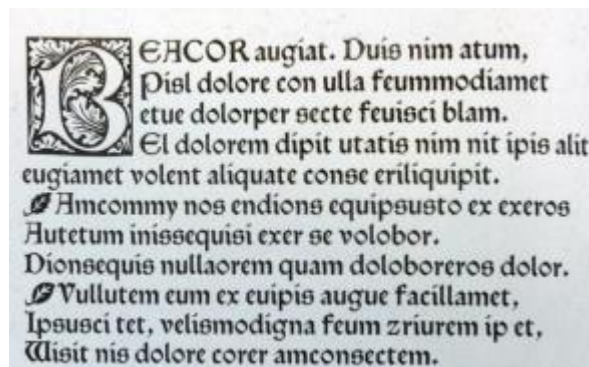 BEACOR augiat. Duis nim atum,
Pisl dolore con ulla feummodiamet
etue dolorper secte feuisci blam.
El dolorem dipit utatis nim nit ipis alit
eugiamet volent aliquate conse eriliquipit.
Amcommy nos endions equipsusto ex exeros
Autetum inissequisi exer se volobor.
Dionsequis nullaorem quam doloboreros dolor.
Vullutem eum ex euipis augue facillamet,
Ipsusci tet, velismodigna feum zriurem ip et,
Wisit nis dolore corer amconsectem.